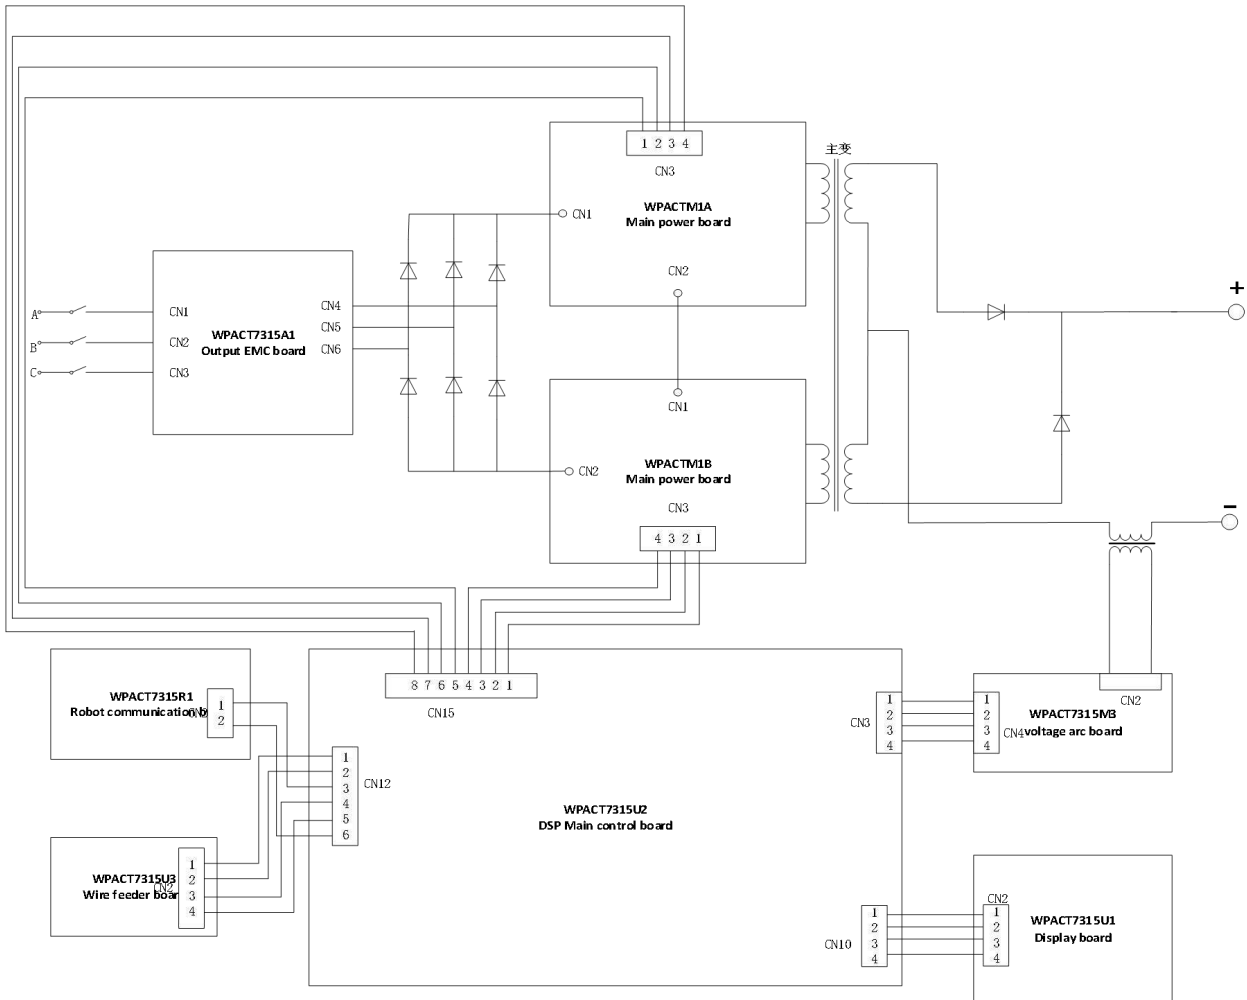 1 2 3 4
CN3
主变
WPACTM1A
Main power board
CN1
CN2
+
A
B
C
CN1
CN2
CN3
WPACT7315A1
Output EMC board
CN4
CN5
CN6
CN1
CN2
WPACTM1B
Main power board
CN3
4 3 2 1
-
8 7 6 5 4 3 2 1
CN15
WPACT7315R1
Robot communication b
CN2
1
2
CN3
1
2
3
4
1
2
3
4
CN4
CN2
WPACT7315M3
voltage arc board
1
2
3
4
5
6
CN12
WPACT7315U2
DSP Main control board
WPACT7315U3
Wire feeder boar
CN2
1
2
3
4
CN10
1
2
3
4
CN2
1
2
3
4
WPACT7315U1
Display board